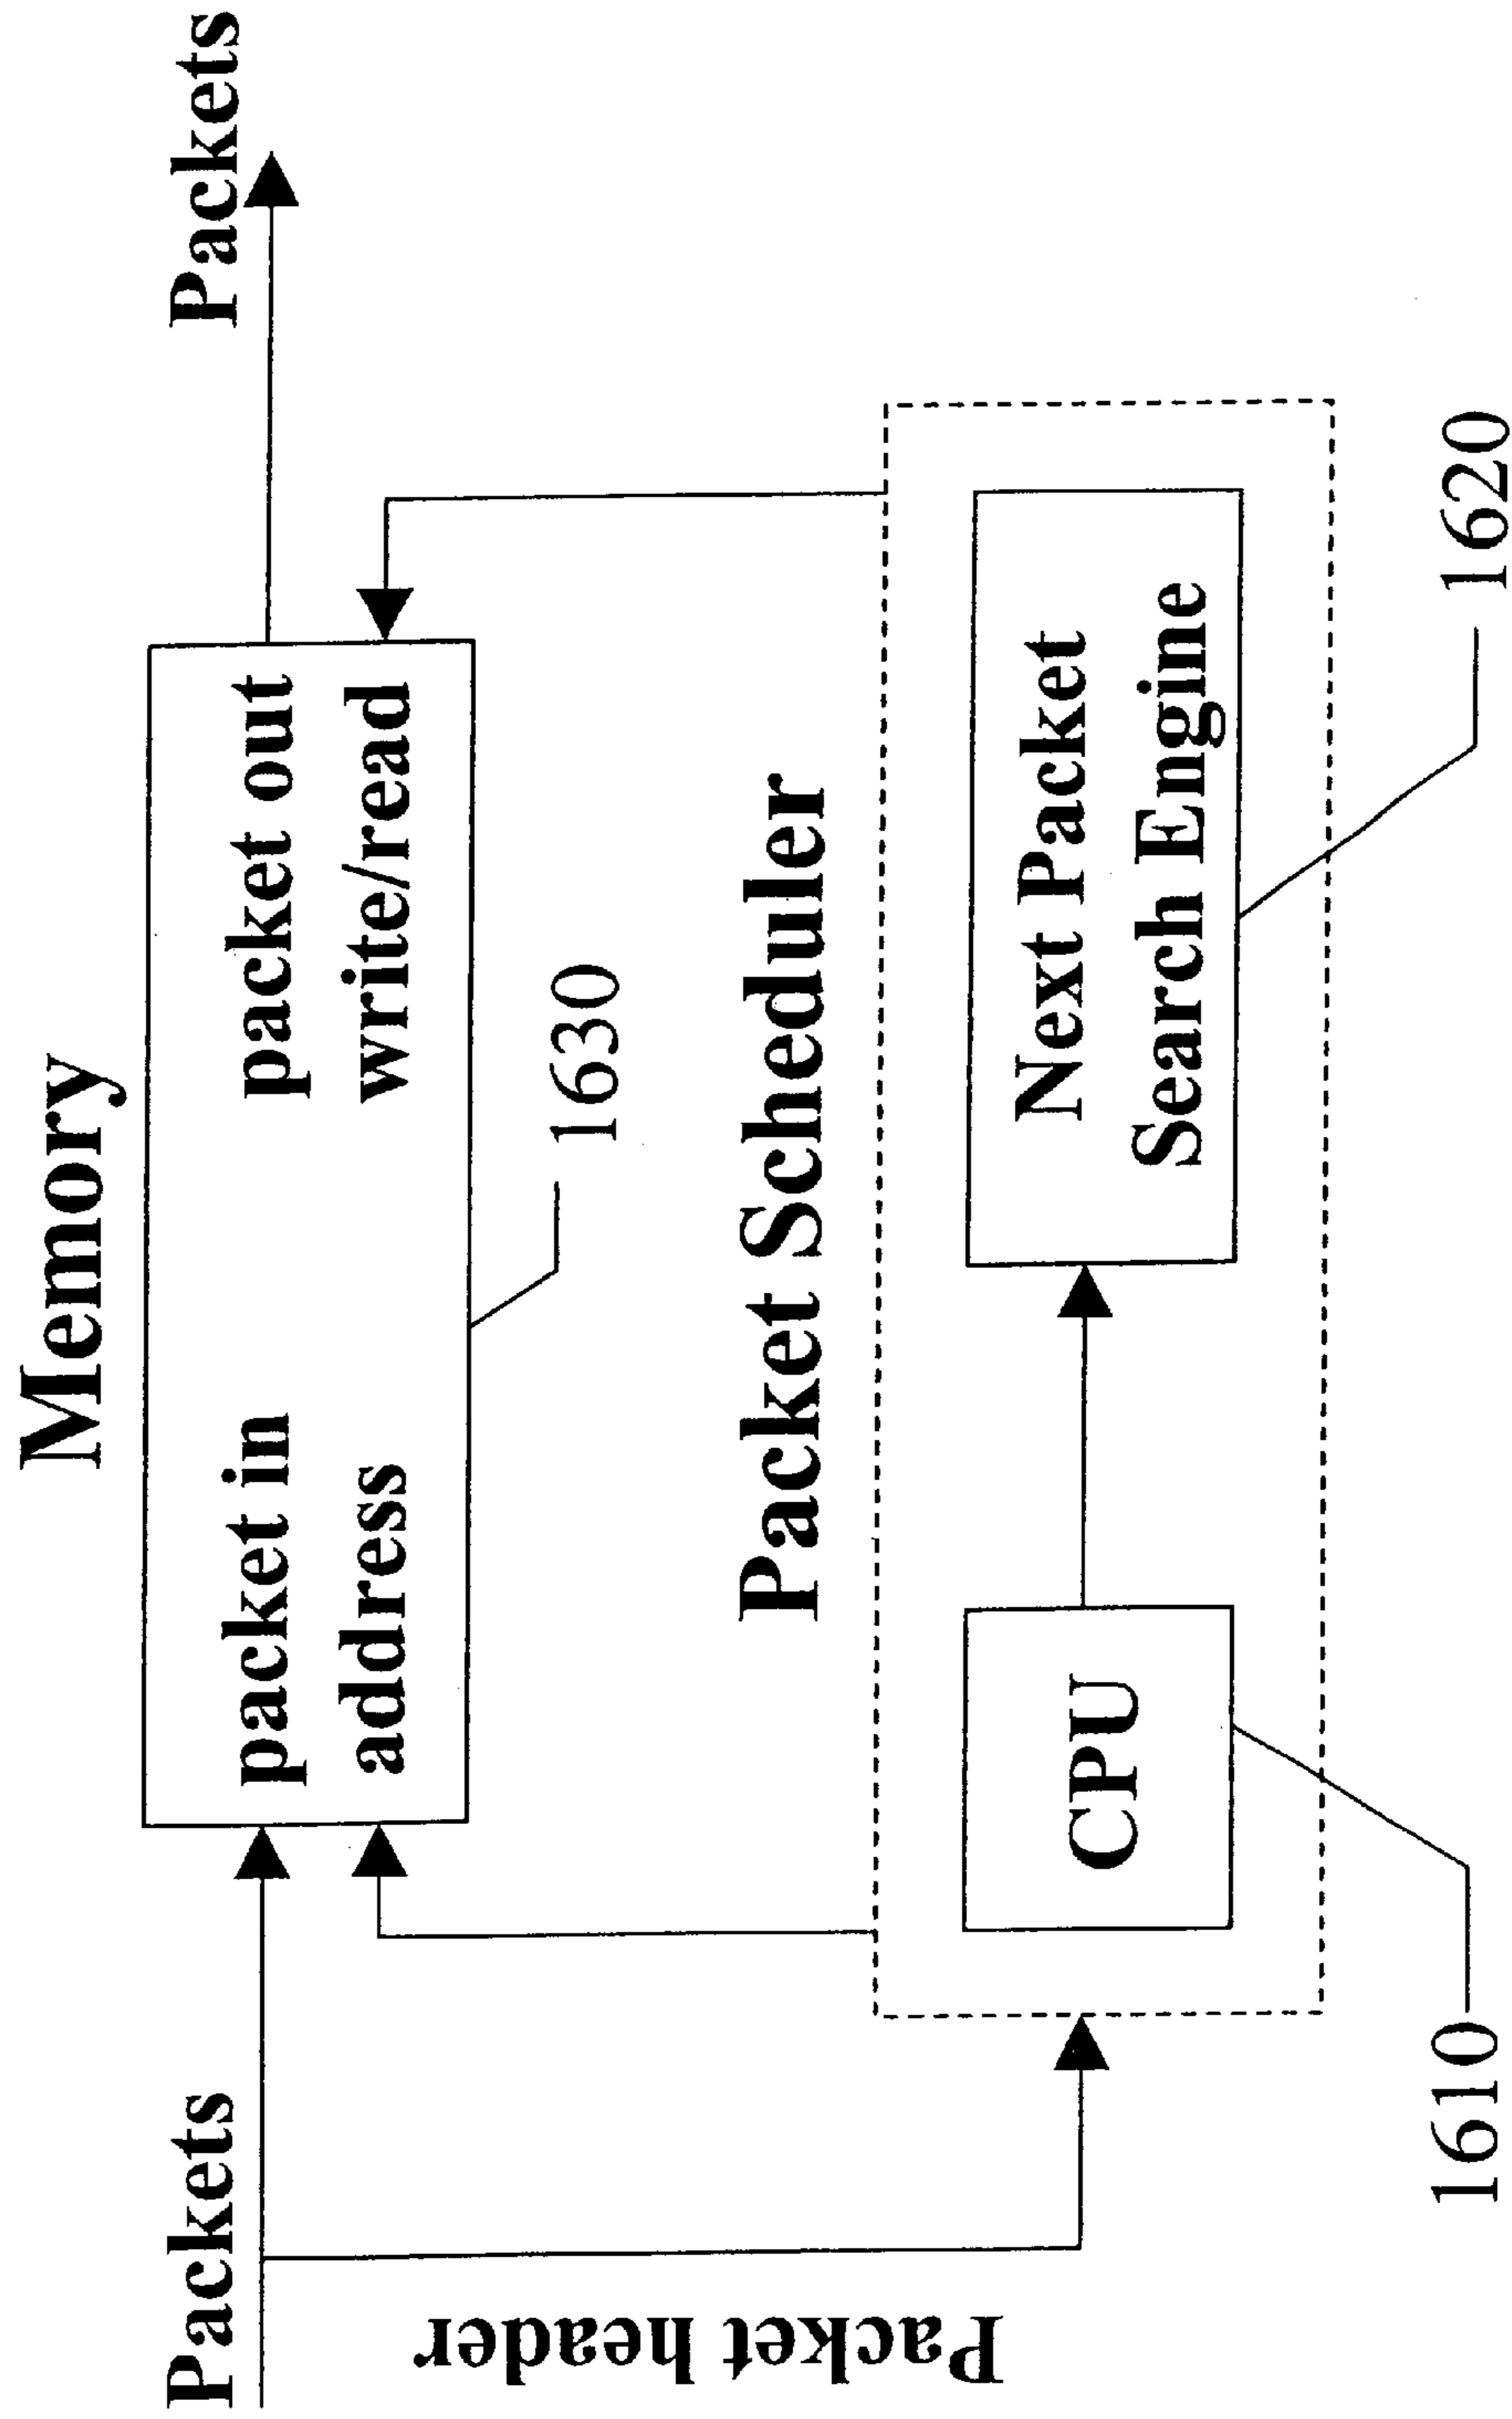 Memory
Packets
packet in
packet out
Packets
address
write/read
1630
Packet header
Packet Scheduler
CPU
Next Packet
Search Engine
1610
1620